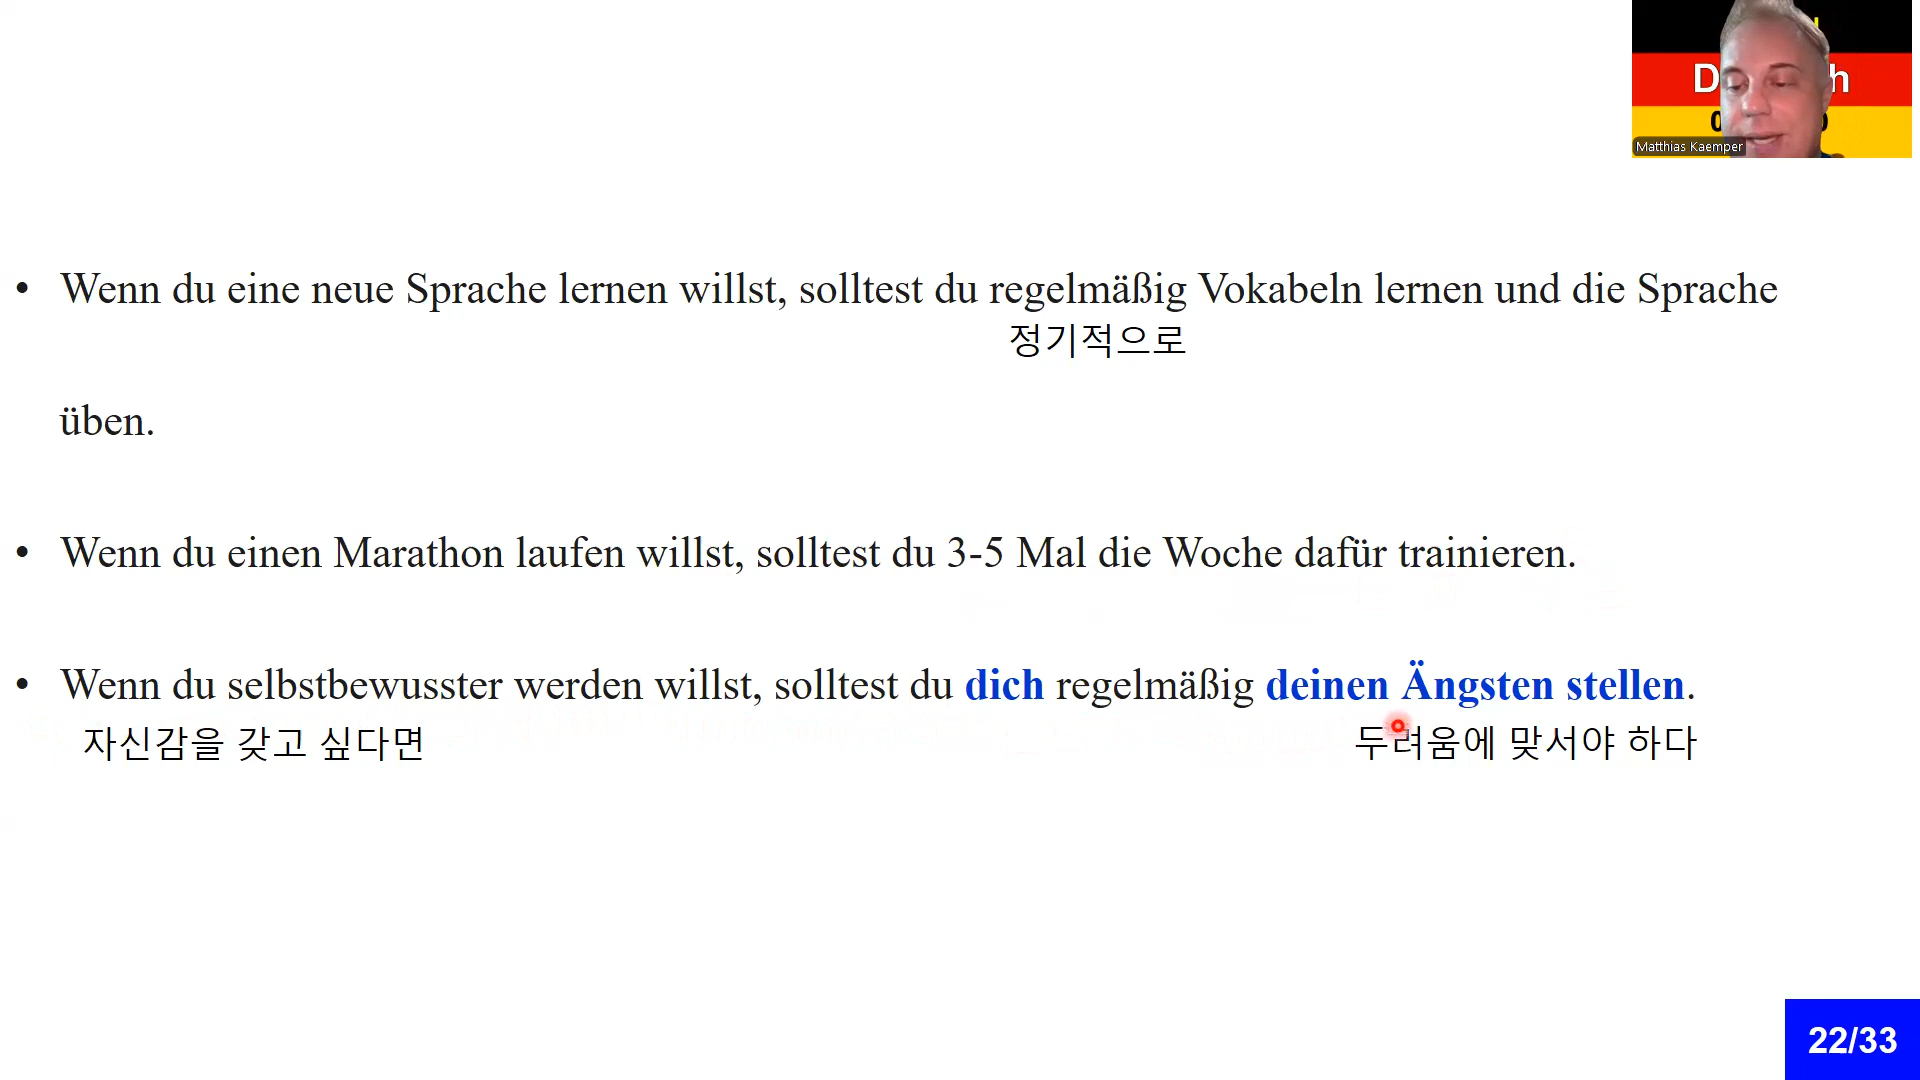 Matthias Kaemper
• Wenn du eine neue Sprache lernen willst, solltest du regelmäßig Vokabeln lernen und die Sprache
정기적으로
üben.
• Wenn du einen Marathon laufen willst, solltest du 3-5 Mal die Woche dafür trainieren.
• Wenn du selbstbewusster werden willst, solltest du dich regelmäßig deinen Ängsten stellen.
자신감을 갖고 싶다면 두려움에 맞서야 하다
22/33